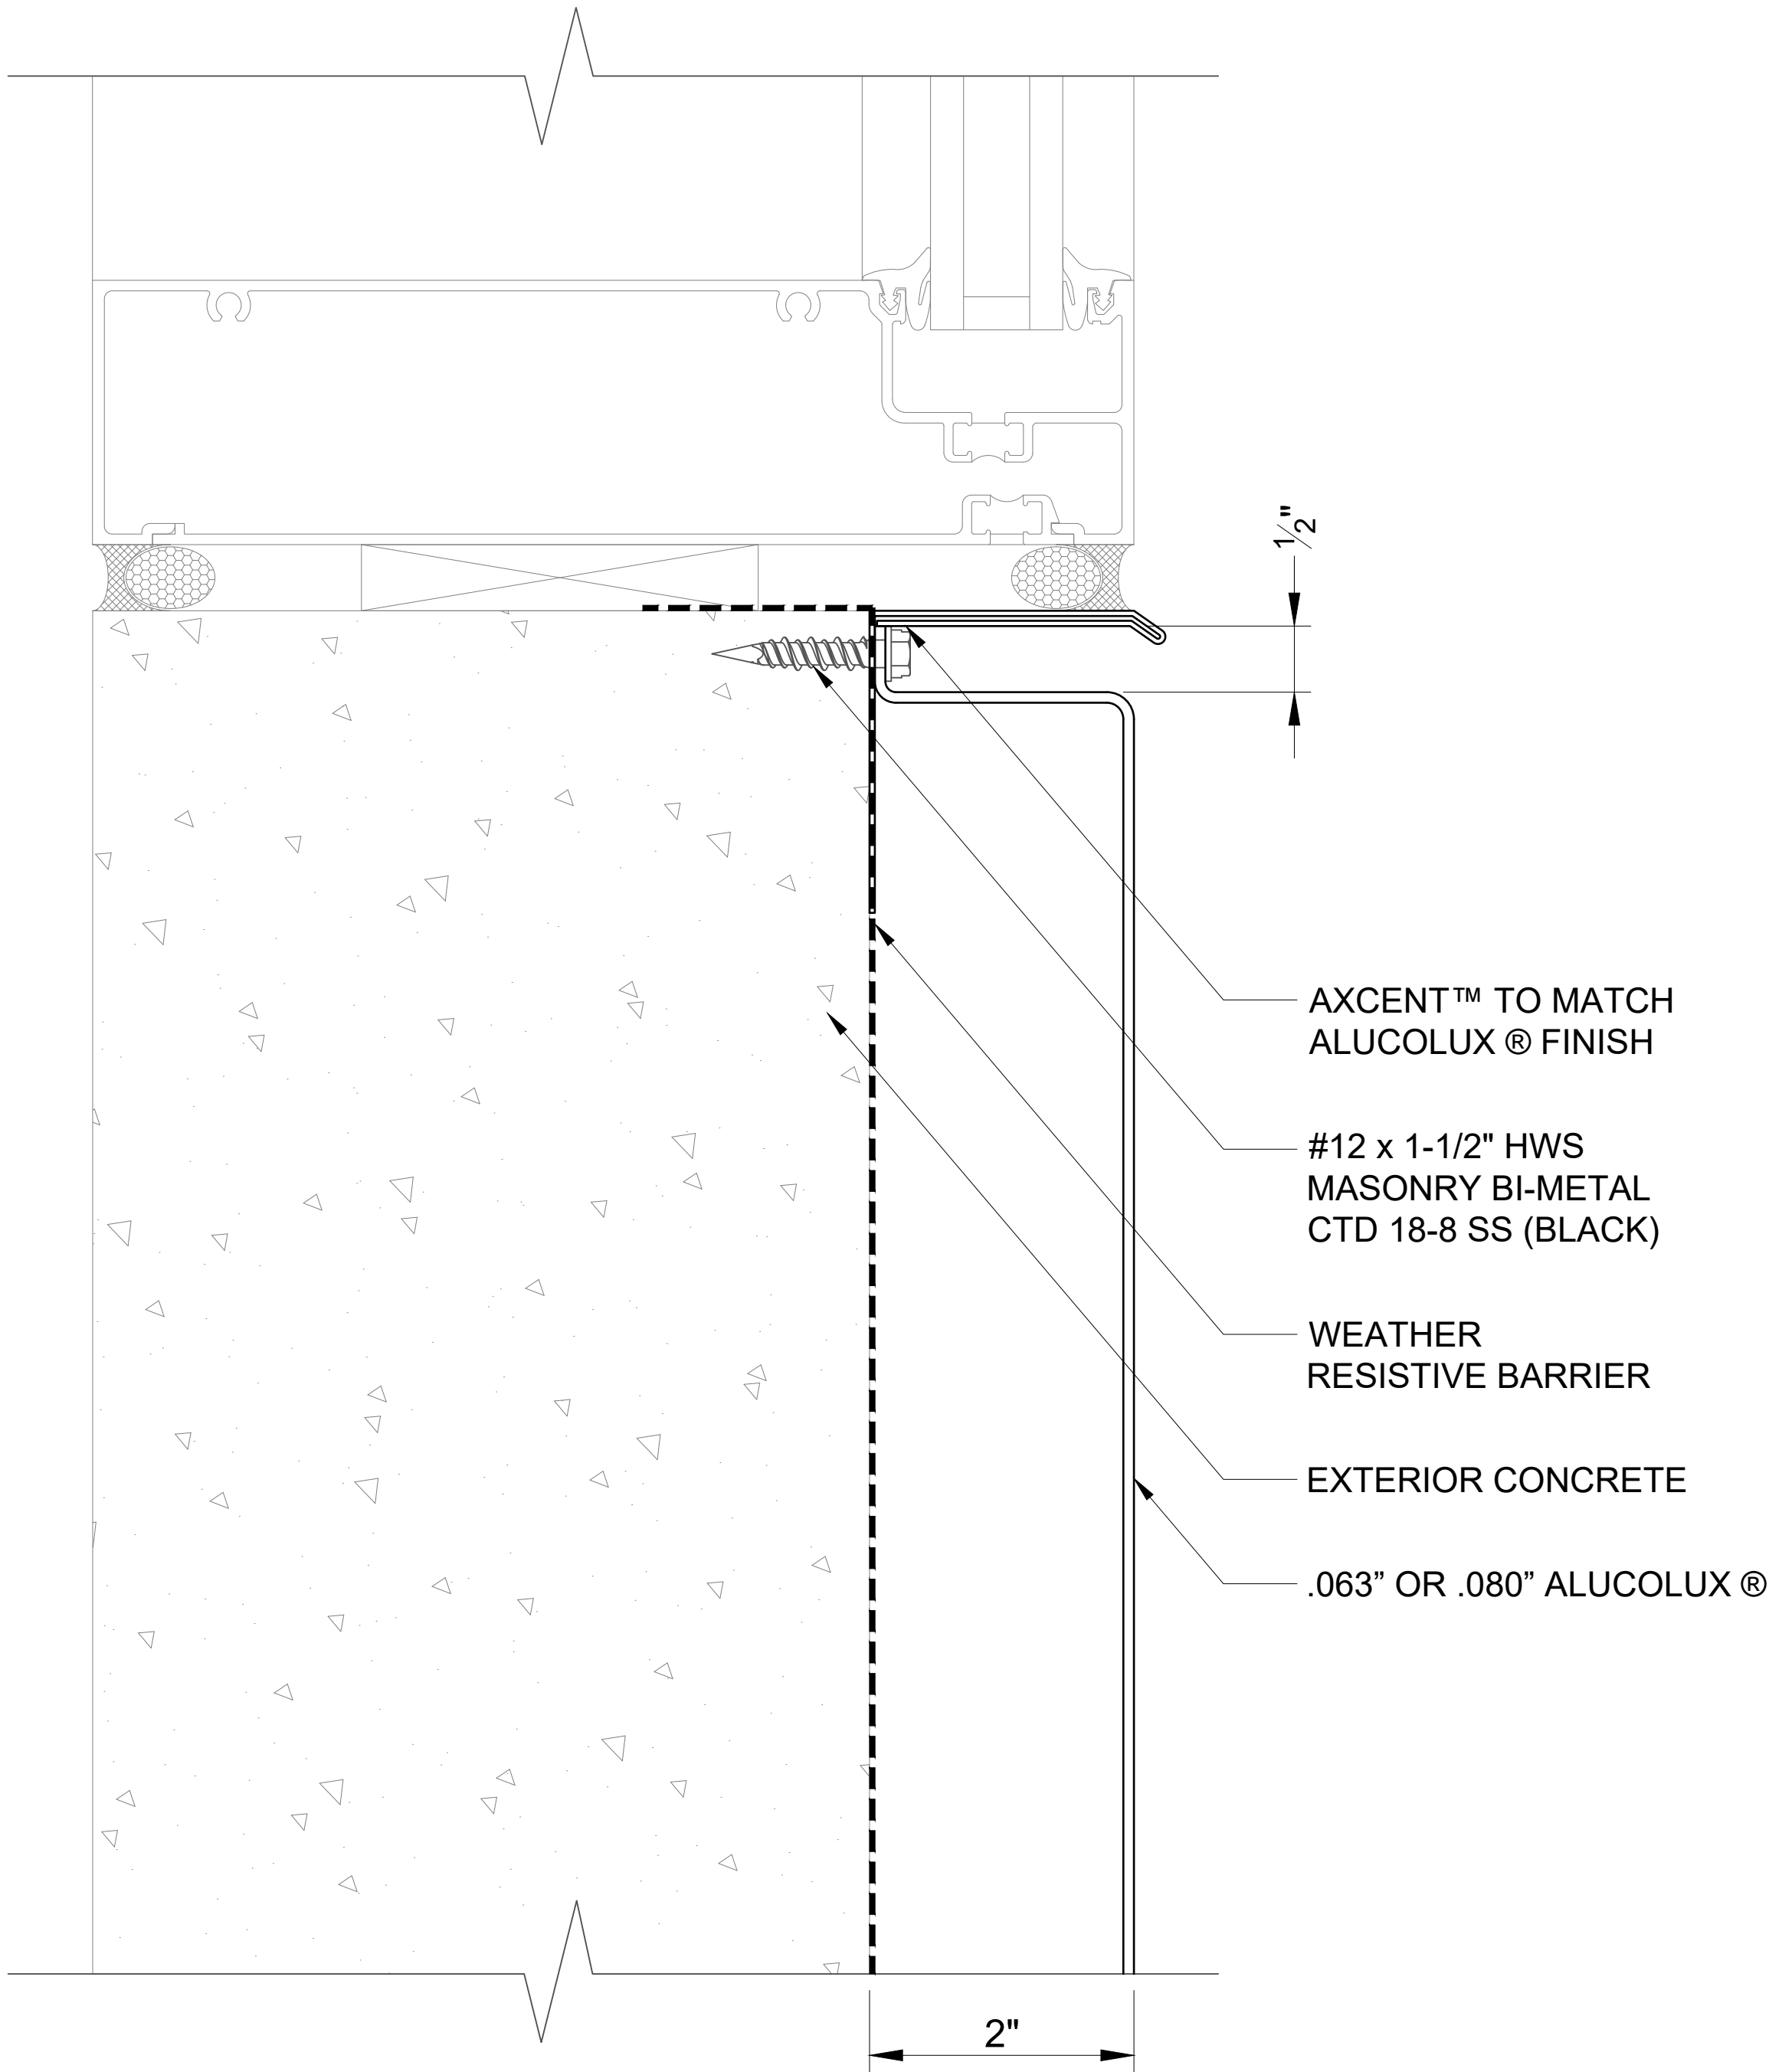 1/2"
AXCENT™ TO MATCH
ALUCOLUX ® FINISH
#12 x 1-1/2" HWS
MASONRY BI-METAL
CTD 18-8 SS (BLACK)
WEATHER
RESISTIVE BARRIER
EXTERIOR CONCRETE
.063” OR .080” ALUCOLUX ®
2"